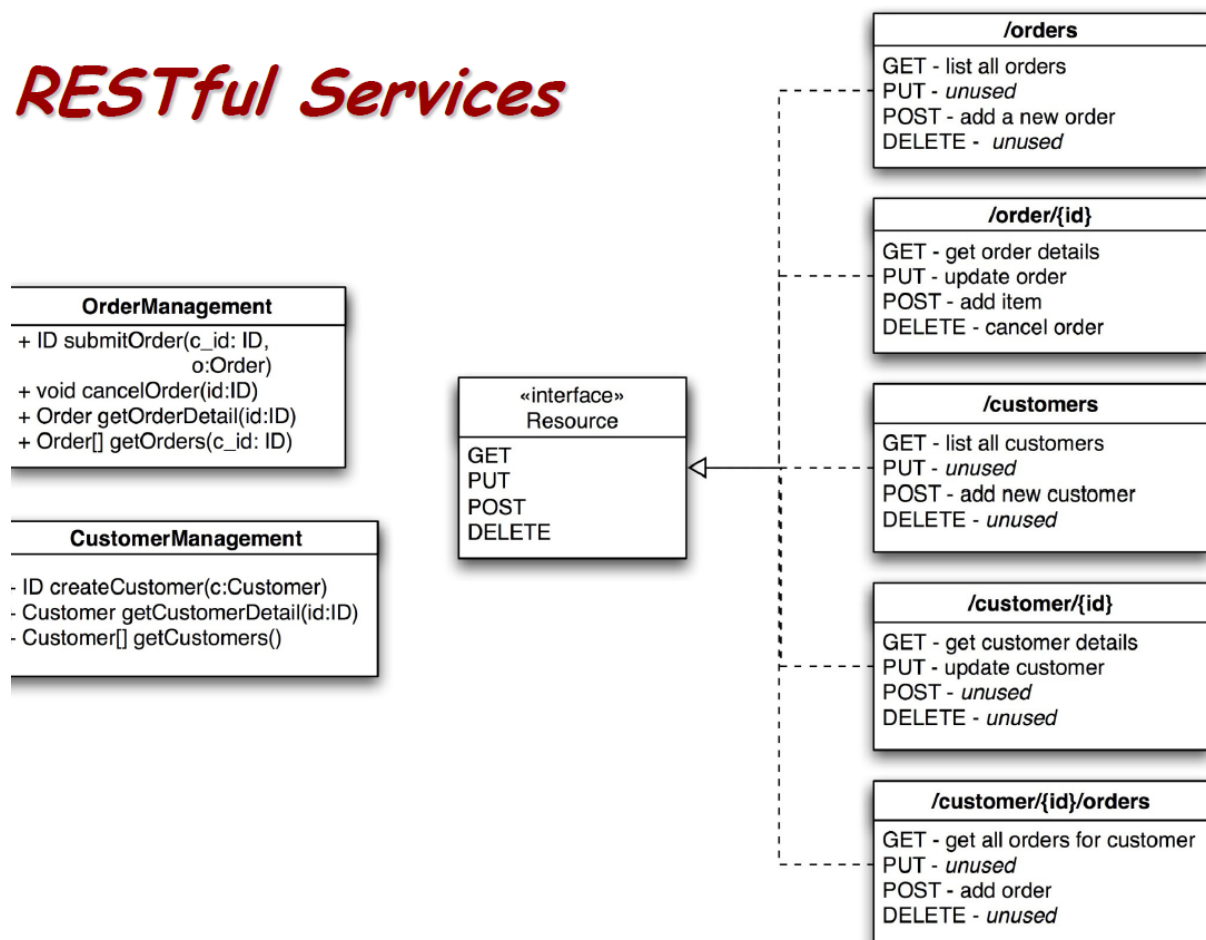 RESTful Services
OrderManagement
+ ID submitOrder(c_id: ID,
o:Order)
+ void cancelOrder(id:ID)
+ Order getOrderDetail(id:ID)
+ Order[] getOrders(c_id: ID)
CustomerManagement
- ID createCustomer(c:Customer)
- Customer getCustomerDetail(id:ID)
- Customer[] getCustomers()
«interface»
Resource
GET
PUT
POST
DELETE
/orders
GET - list all orders
PUT - unused
POST - add a new order
DELETE - unused
/order/{id}
GET - get order details
PUT - update order
POST - add item
DELETE - cancel order
/customers
GET - list all customers
PUT - unused
POST - add new customer
DELETE - unused
/customer/{id}
GET - get customer details
PUT - update customer
POST - unused
DELETE - unused
/customer/{id}/orders
GET - get all orders for customer
PUT - unused
POST - add order
DELETE - unused